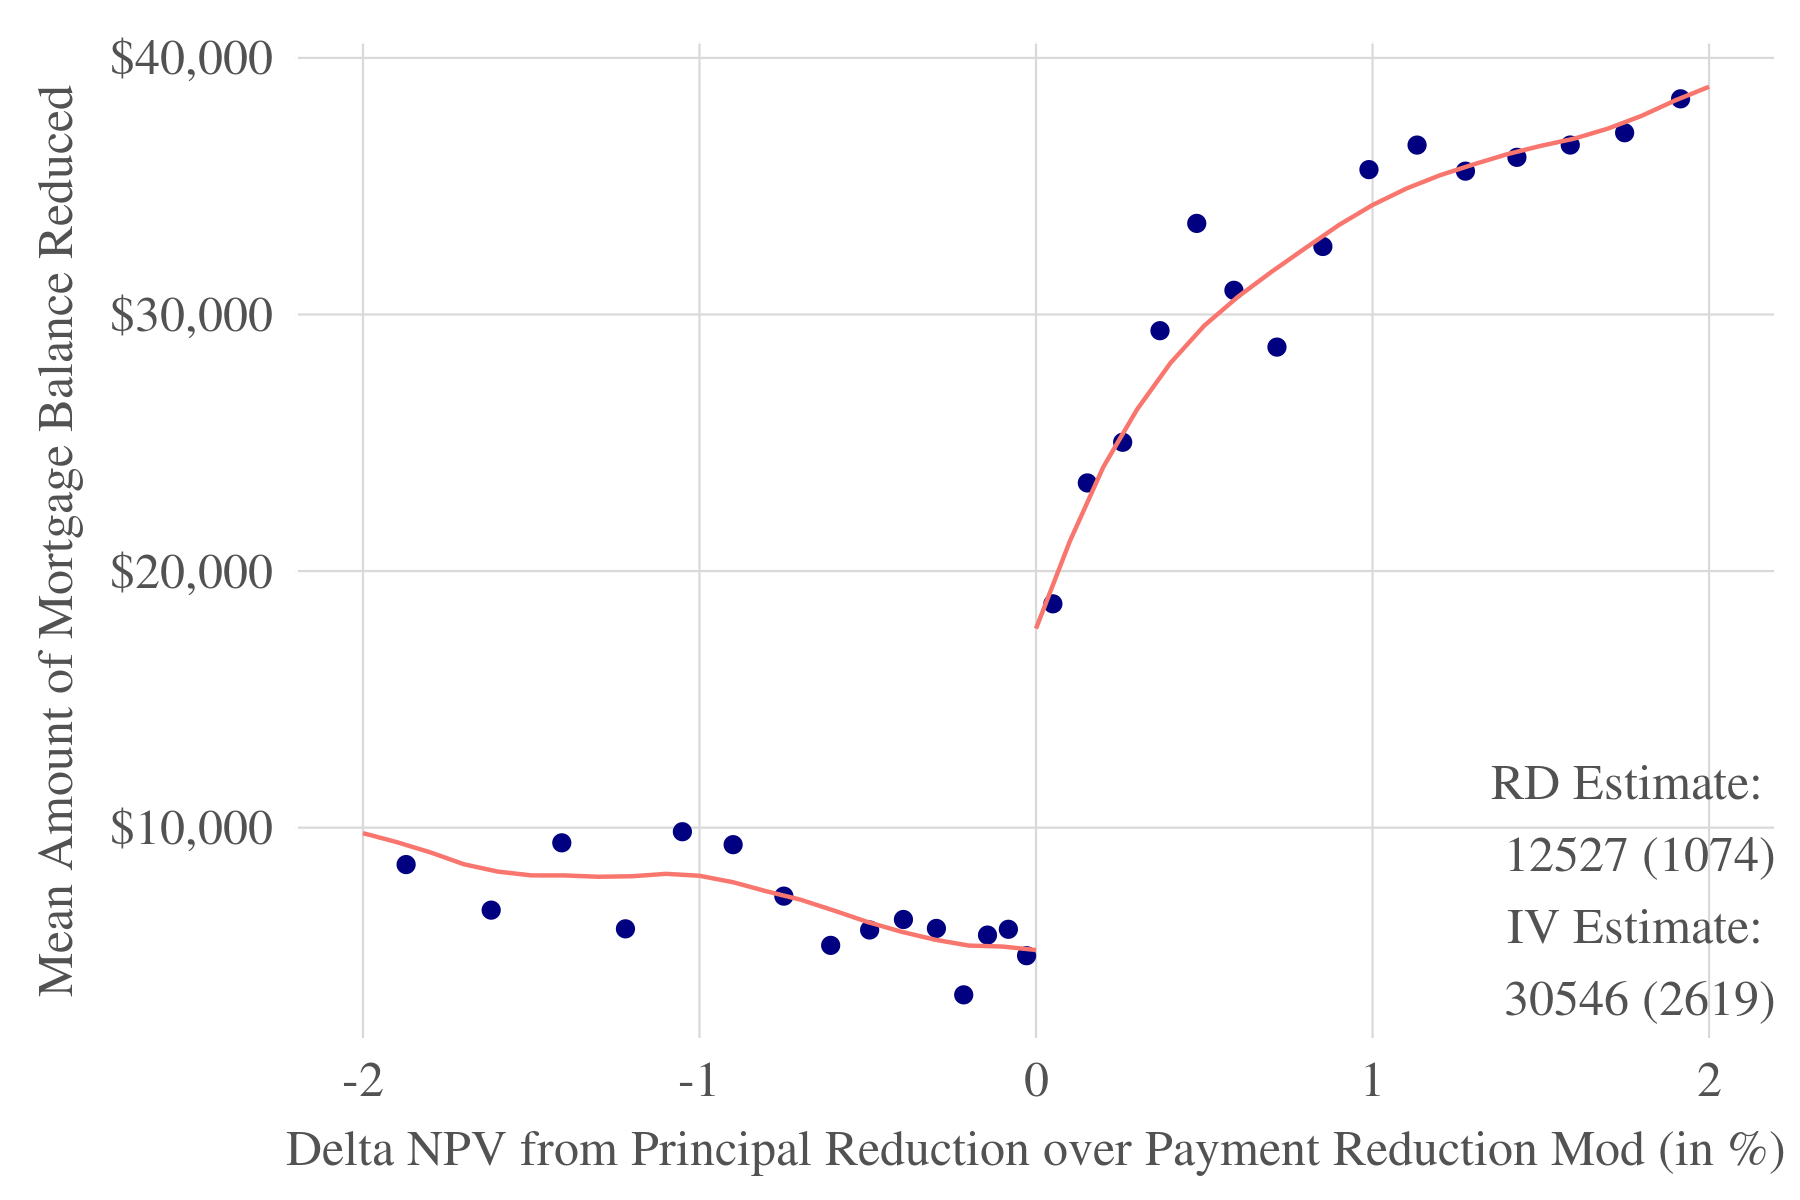 Mean Amount of Mortgage Balance Reduced
$40,000
$30,000
$20,000
$10,000
RD Estimate:
12527 (1074)
IV Estimate:
30546 (2619)
-2 -1 0 1 2
Delta NPV from Principal Reduction over Payment Reduction Mod (in %)